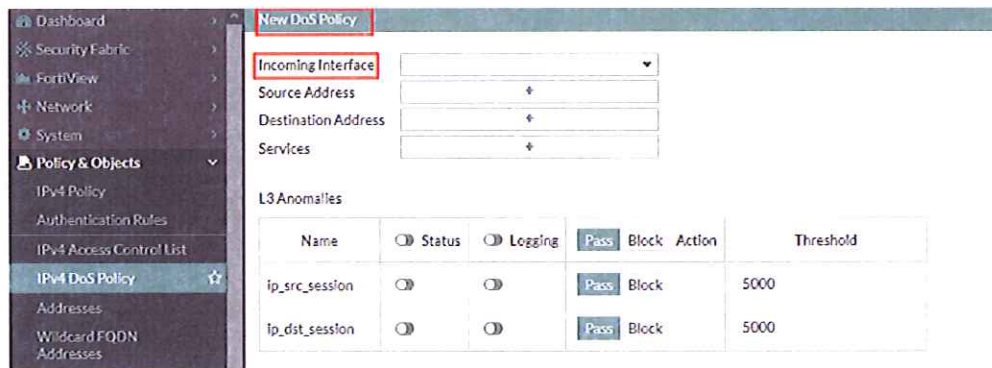 Dashboard
Security Fabric
FortiView
Network
System
Policy & Objects
IPv4 Policy
Authentication Rules
IPv4 Access Control List
IPv4 DoS Policy
Addresses
Wildcard FQDN
Addresses
New DoS Policy
Incoming Interface
Source Address
Destination Address
Services
L3 Anomalies
Name Status Logging Pass Block Action Threshold
ip_src_session Pass Block 5000
ip_dst_session Pass Block 5000